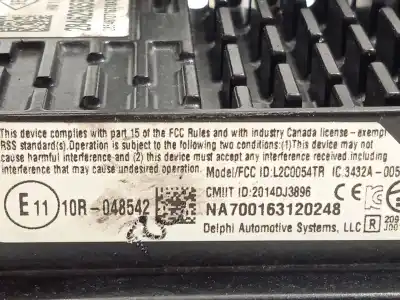 This device complies with part 15 of the FCC Rules and with industry Canada license - exempt
RSS standard(s).Operation is subject to the following two conditions:(1)This device may not
cause harmful interference and (2) this device must accept any interference received,including
interference that may cause undesired operation.
Model/FCC ID:L2C0054TR IC.3432A-005
CMIIT ID:2014DJ3896
E 11 10R-048542
NA700163120248
Delphi Automotive Systems, LLC
R 209
J00